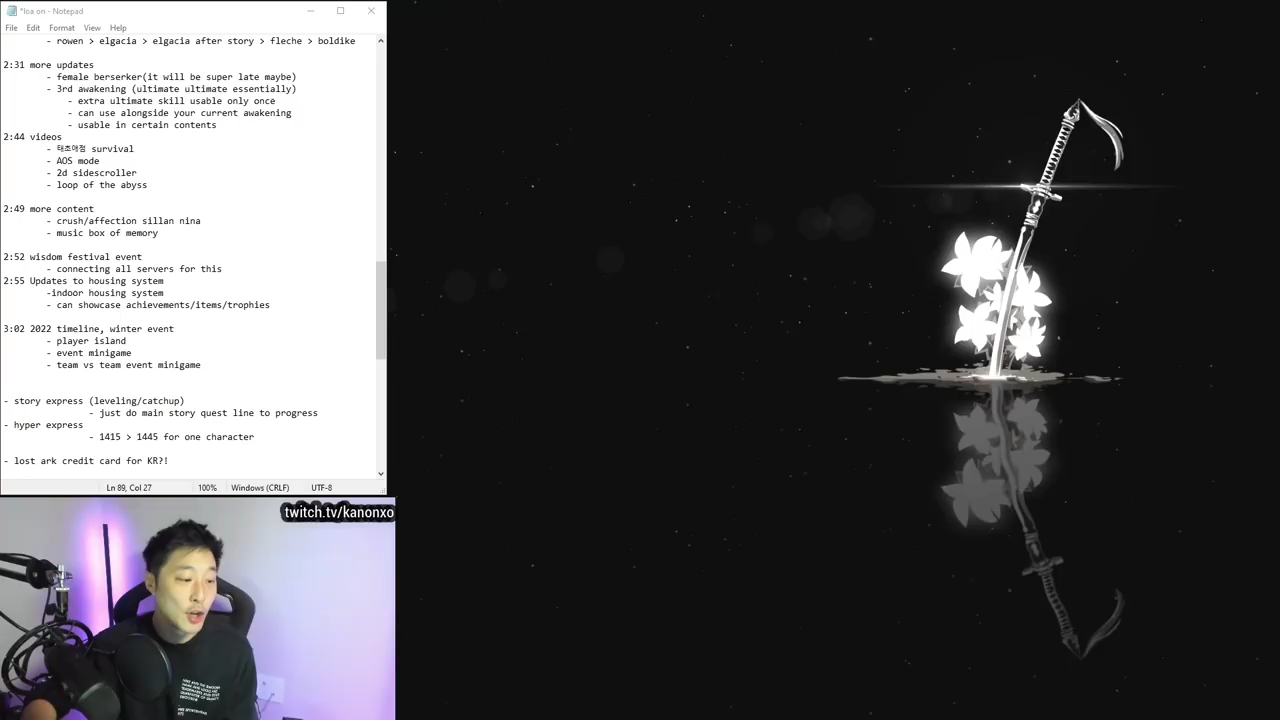 *loa on - Notepad
File Edit Format View Help
- rowen > elgacia > elgacia after story > fleche > boldike
2:31 more updates
- female berserker(it will be super late maybe)
- 3rd awakening (ultimate ultimate essentially)
- extra ultimate skill usable only once
- can use alongside your current awakening
- usable in certain contents
2:44 videos
- 태초애점 survival
- AOS mode
- 2d sidescroller
- loop of the abyss
2:49 more content
- crush/affection sillan nina
- music box of memory
2:52 wisdom festival event
- connecting all servers for this
2:55 Updates to housing system
-indoor housing system
- can showcase achievements/items/trophies
3:02 2022 timeline, winter event
- player island
- event minigame
- team vs team event minigame
- story express (leveling/catchup)
- just do main story quest line to progress
- hyper express
- 1415 > 1445 for one character
- lost ark credit card for KR?!
Ln 89, Col 27 100% Windows (CRLF) UTF-8
twitch.tv/kanonxo